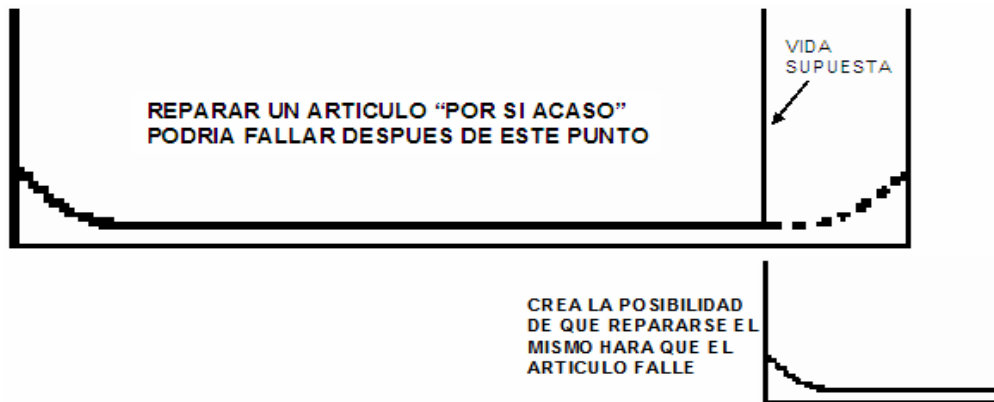 VIDA
SUPUESTA
REPARAR UN ARTICULO “POR SI ACASO”
PODRIA FALLAR DESPUES DE ESTE PUNTO
CREA LA POSIBILIDAD
DE QUE REPARARSE EL
MISMO HARA QUE EL
ARTICULO FALLE